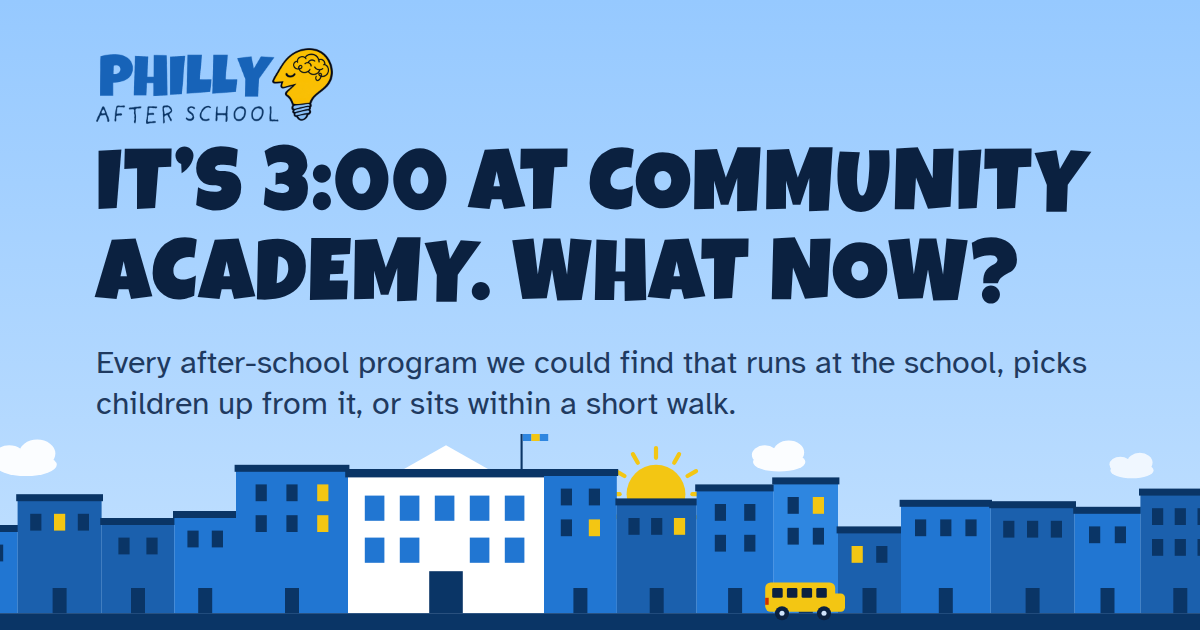 PHILLY
AFTER SCHOOL
IT’S 3:00 AT COMMUNITY
ACADEMY. WHAT NOW?
Every after-school program we could find that runs at the school, picks
children up from it, or sits within a short walk.